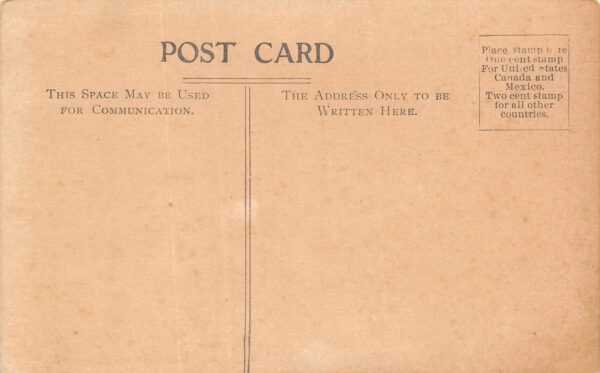 POST CARD
THIS SPACE MAY BE USED
FOR COMMUNICATION.
THE ADDRESS ONLY TO BE
WRITTEN HERE.
Place stamp here
One cent stamp
For United States
Canada and
Mexico.
Two cent stamp
for all other
countries.